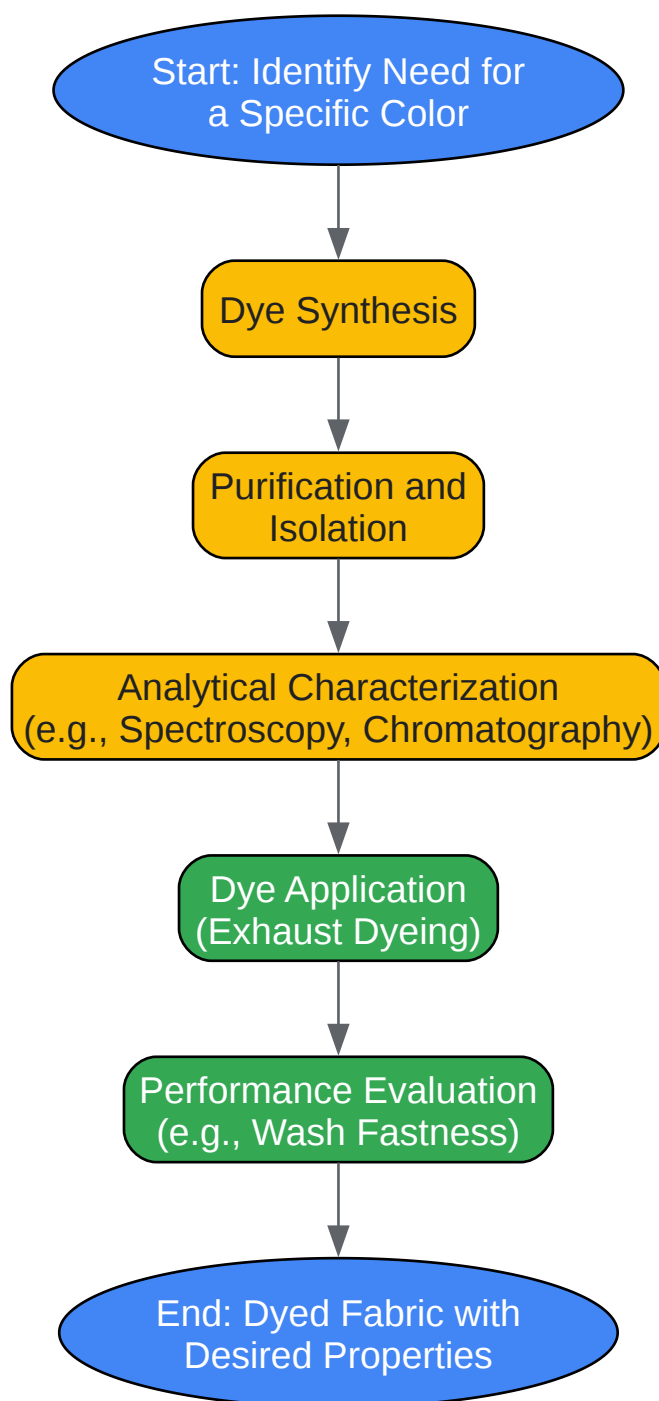 Start: Identify Need for
a Specific Color
Dye Synthesis
Purification and
Isolation
Analytical Characterization
(e.g., Spectroscopy, Chromatography)
Dye Application
(Exhaust Dyeing)
Performance Evaluation
(e.g., Wash Fastness)
End: Dyed Fabric with
Desired Properties